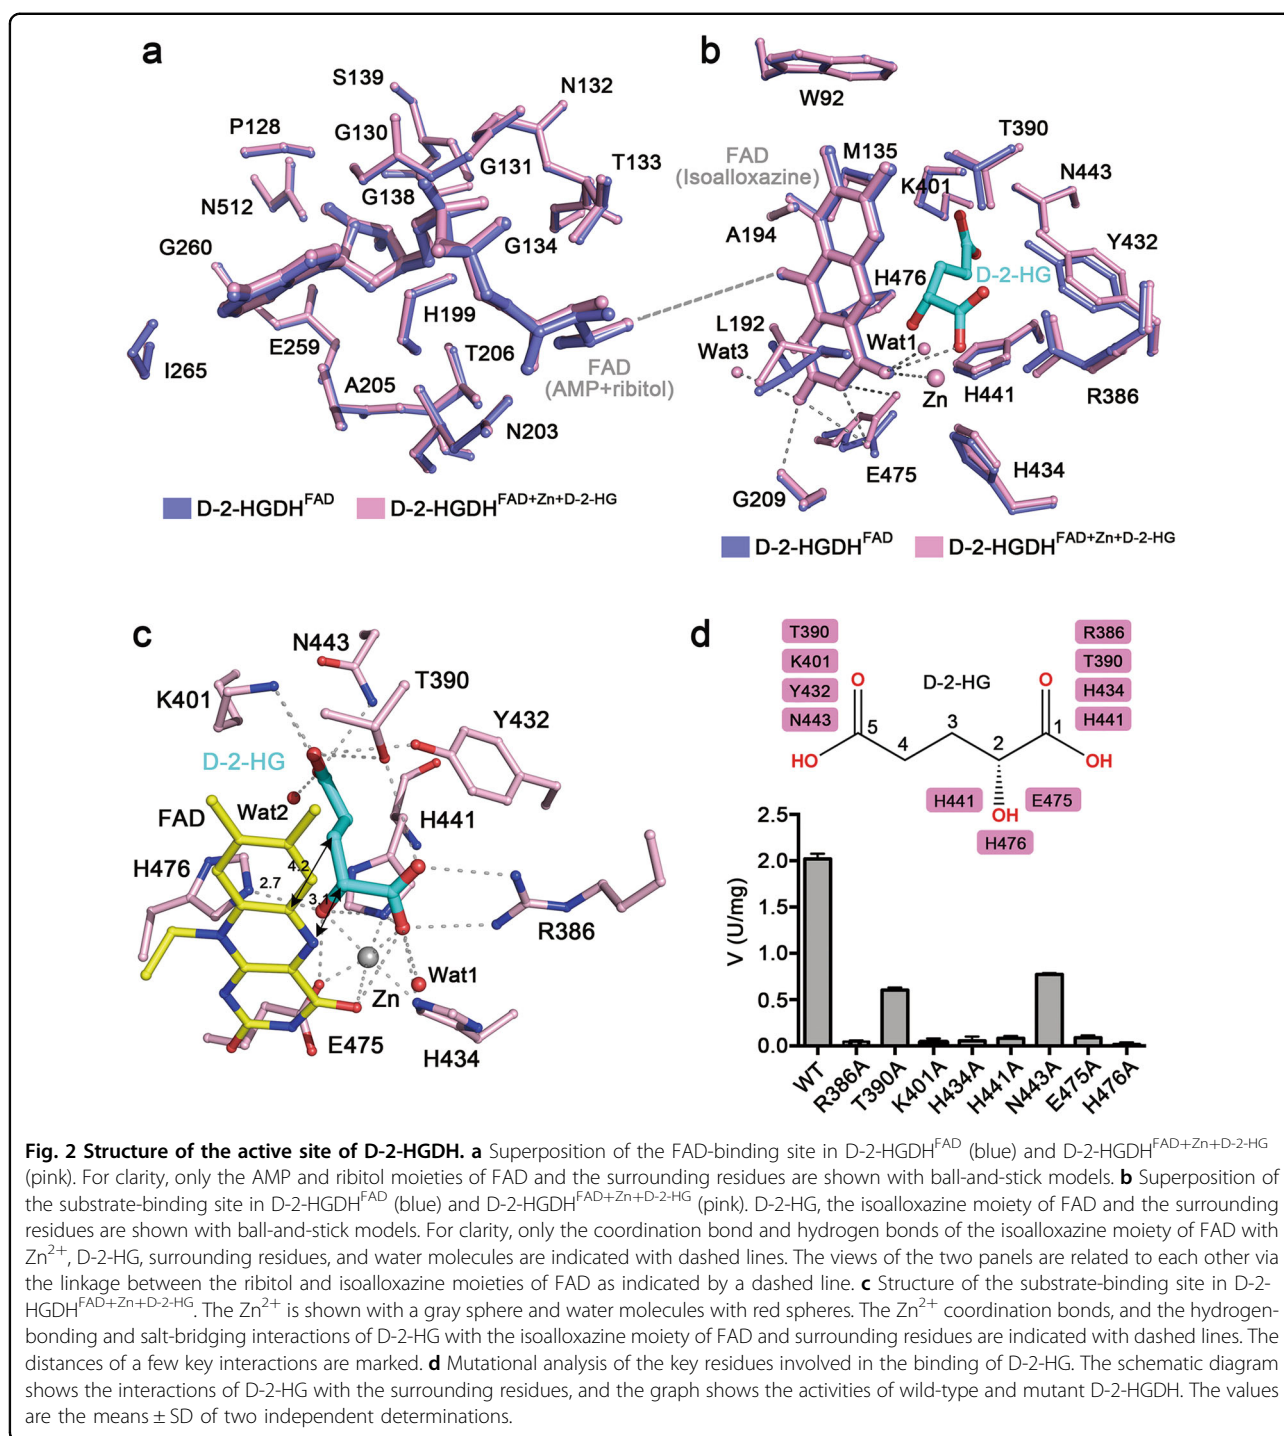 a
S139
N132
P128
G130
G131
T133
G138
N512
G134
G260
H199
E259
T206
I265
FAD
(AMP+ribitol)
A205
N203
D-2-HGDH^FAD
D-2-HGDH^FAD+Zn+D-2-HG
b
W92
T390
FAD
(Isoalloxazine)
M135
K401
N443
A194
Y432
H476
D-2-HG
L192
Wat1
Wat3
Zn
H441
R386
E475
H434
G209
D-2-HGDH^FAD
D-2-HGDH^FAD+Zn+D-2-HG
c
N443
K401
T390
Y432
D-2-HG
Wat2
FAD
H441
H476
4.2
2.7
3.1
R386
Wat1
Zn
E475
H434
d
T390
K401
Y432
N443
R386
T390
H434
H441
D-2-HG
O
O
5
3
1
4
2
HO
OH
H441
E475
OH
H476
V (U/mg)
2.5
2.0
1.5
1.0
0.5
0.0
WT
R386A
T390A
K401A
H434A
H441A
N443A
E475A
H476A
Fig. 2 Structure of the active site of D-2-HGDH. a Superposition of the FAD-binding site in D-2-HGDH^FAD (blue) and D-2-HGDH^FAD+Zn+D-2-HG
(pink). For clarity, only the AMP and ribitol moieties of FAD and the surrounding residues are shown with ball-and-stick models. b Superposition of
the substrate-binding site in D-2-HGDH^FAD (blue) and D-2-HGDH^FAD+Zn+D-2-HG (pink). D-2-HG, the isoalloxazine moiety of FAD and the surrounding
residues are shown with ball-and-stick models. For clarity, only the coordination bond and hydrogen bonds of the isoalloxazine moiety of FAD with
Zn²⁺, D-2-HG, surrounding residues, and water molecules are indicated with dashed lines. The views of the two panels are related to each other via
the linkage between the ribitol and isoalloxazine moieties of FAD as indicated by a dashed line. c Structure of the substrate-binding site in D-2-
HGDH^FAD+Zn+D-2-HG. The Zn²⁺ is shown with a gray sphere and water molecules with red spheres. The Zn²⁺ coordination bonds, and the hydrogen-
bonding and salt-bridging interactions of D-2-HG with the isoalloxazine moiety of FAD and surrounding residues are indicated with dashed lines. The
distances of a few key interactions are marked. d Mutational analysis of the key residues involved in the binding of D-2-HG. The schematic diagram
shows the interactions of D-2-HG with the surrounding residues, and the graph shows the activities of wild-type and mutant D-2-HGDH. The values
are the means ± SD of two independent determinations.